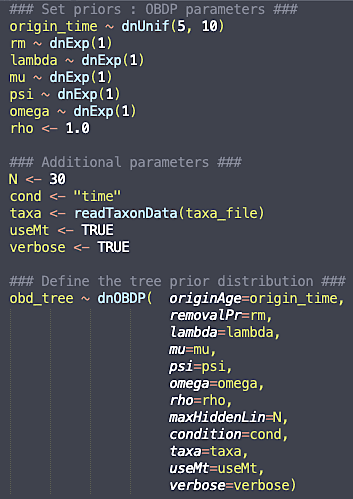 ### Set priors : OBDP parameters ###
origin_time ~ dnUnif(5, 10)
rm ~ dnExp(1)
lambda ~ dnExp(1)
mu ~ dnExp(1)
psi ~ dnExp(1)
omega ~ dnExp(1)
rho <- 1.0
### Additional parameters ###
N <- 30
cond <- "time"
taxa <- readTaxonData(taxa_file)
useMt <- TRUE
verbose <- TRUE
### Define the tree prior distribution ###
obd_tree ~ dnOBDP( originAge=origin_time,
removalPr=rm,
lambda=lambda,
mu=mu,
psi=psi,
omega=omega,
rho=rho,
maxHiddenLin=N,
condition=cond,
taxa=taxa,
useMt=useMt,
verbose=verbose)